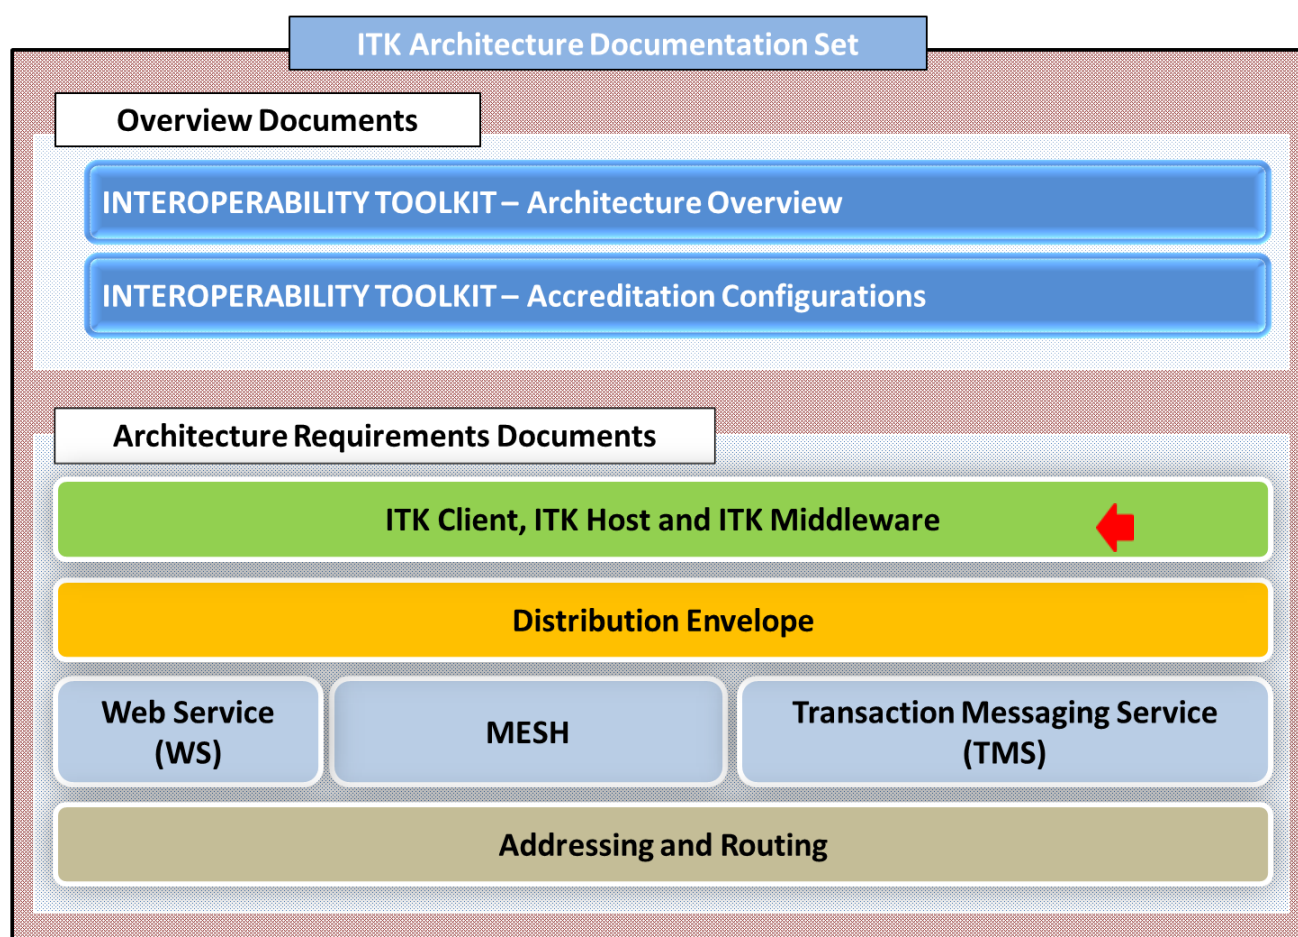 ITK Architecture Documentation Set
Overview Documents
INTEROPERABILITY TOOLKIT – Architecture Overview
INTEROPERABILITY TOOLKIT – Accreditation Configurations
Architecture Requirements Documents
ITK Client, ITK Host and ITK Middleware
Distribution Envelope
Web Service
(WS)
MESH
Transaction Messaging Service
(TMS)
Addressing and Routing